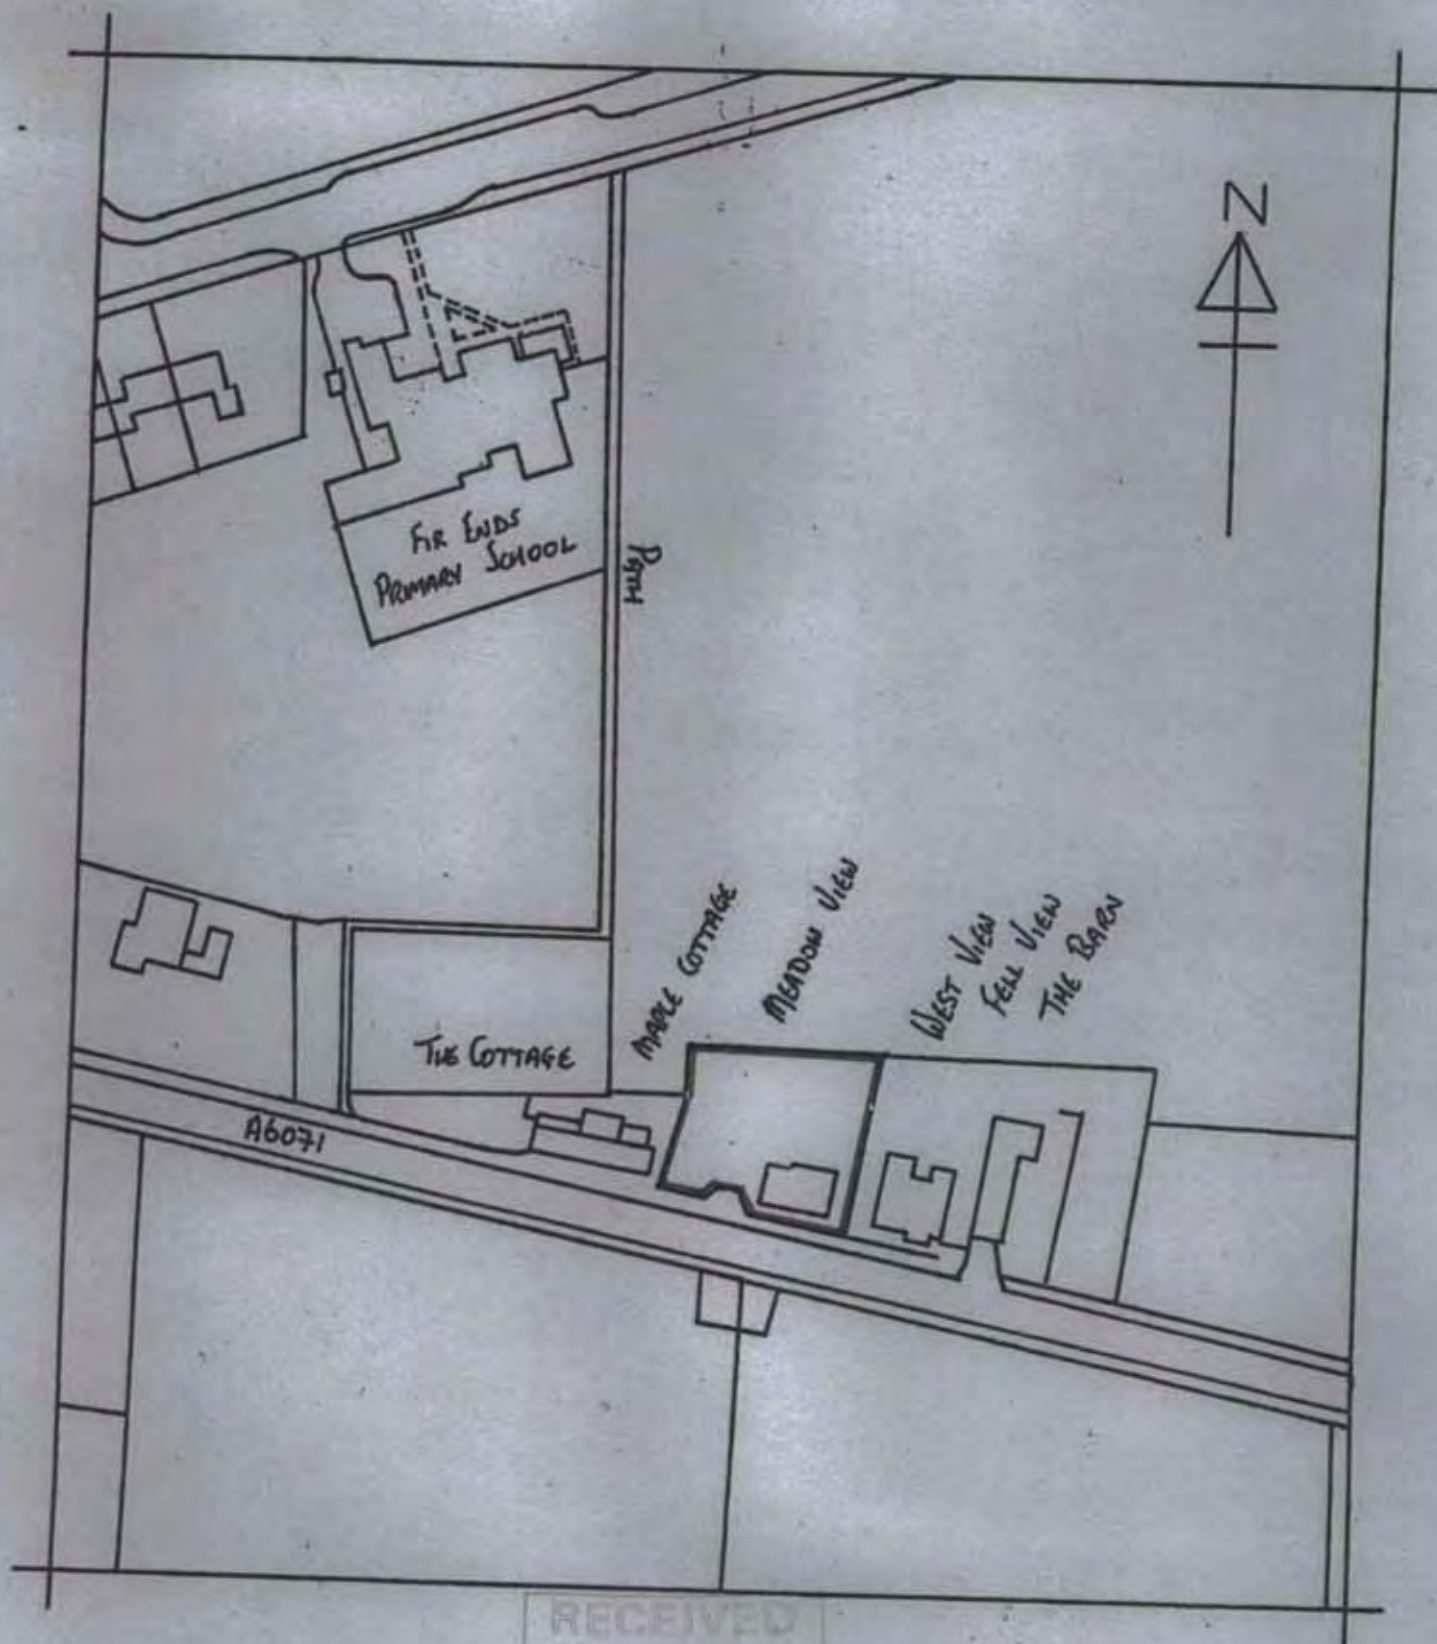 N
FIR ENDS
PRIMARY SCHOOL
PATH
MAPLE COTTAGE
MEADOW VIEW
WEST VIEW
FELL VIEW
THE BARN
THE COTTAGE
A6071
RECEIVED